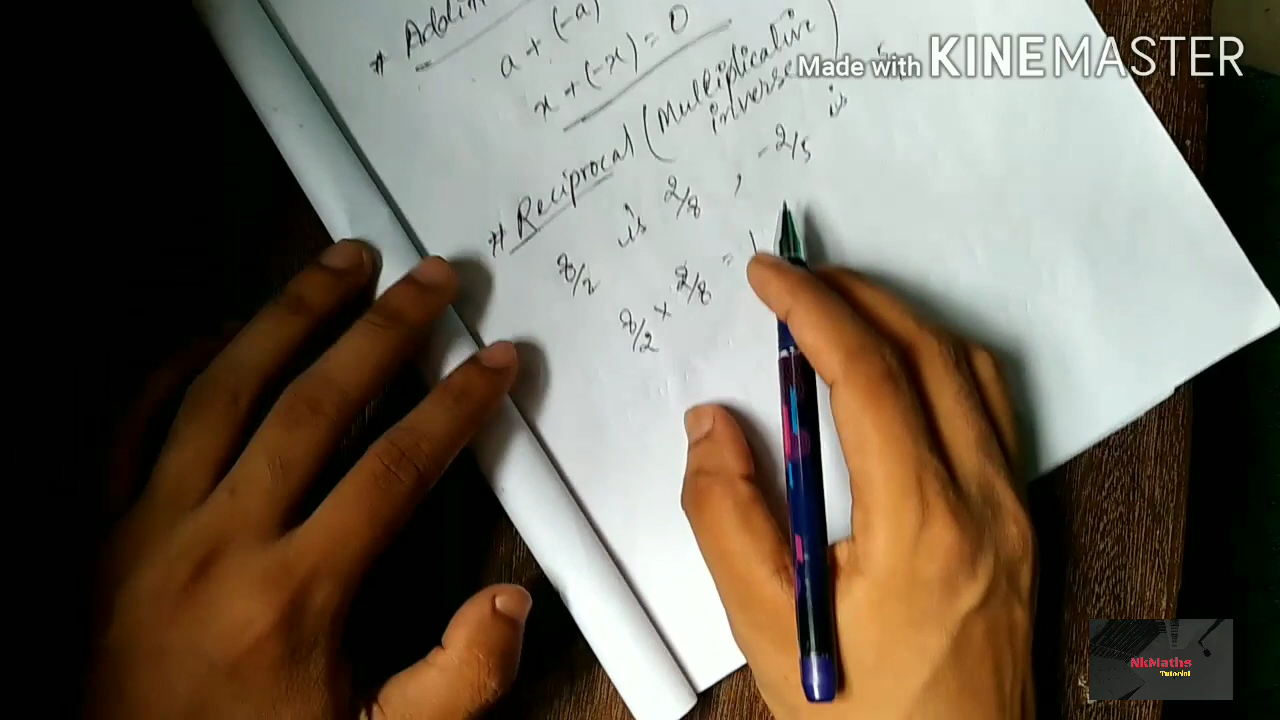 * Additi
a + (-a)
x + (-x) = 0
* Reciprocal (Multiplicative inverse)
8/2 is 2/8 , -2/5 is
8/2 x 2/8 = 1
Made with KINEMASTER
NkMaths
Tutorial